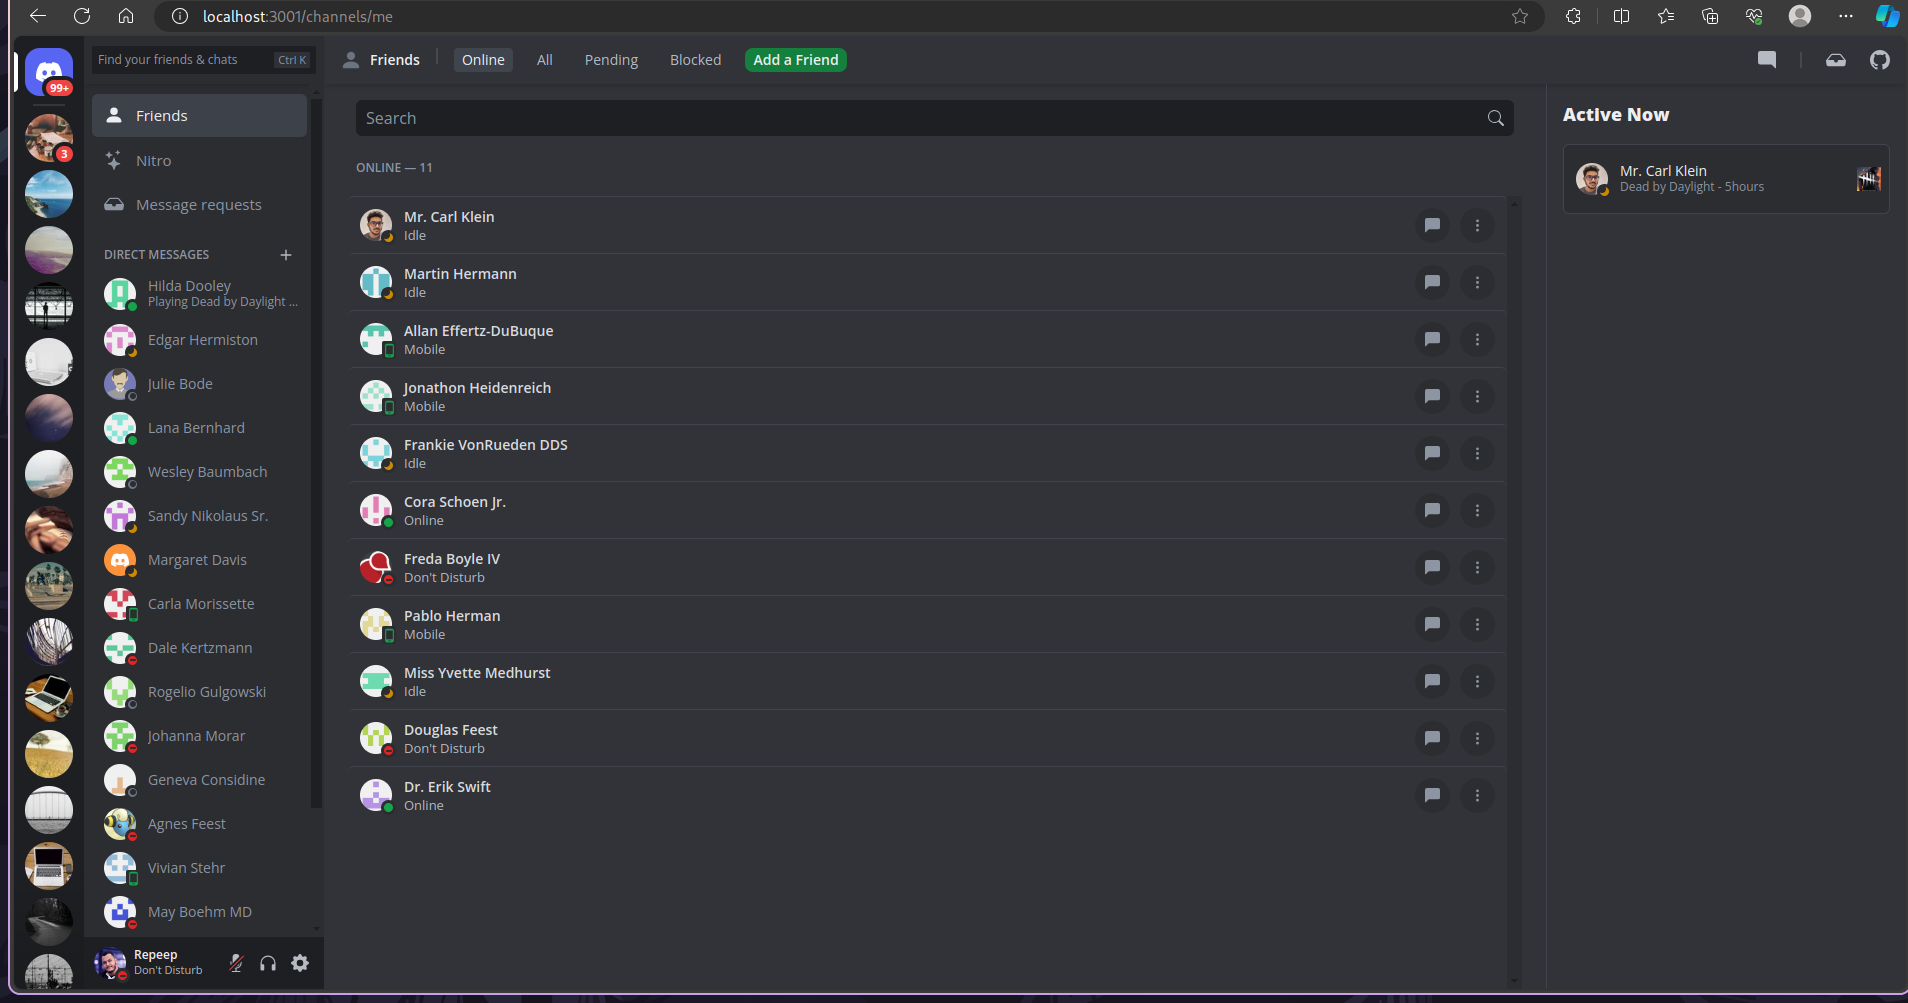 localhost:3001/channels/me
99+
3
Find your friends & chats
Ctrl K
Friends
Nitro
Message requests
DIRECT MESSAGES
Hilda Dooley
Playing Dead by Daylight ...
Edgar Hermiston
Julie Bode
Lana Bernhard
Wesley Baumbach
Sandy Nikolaus Sr.
Margaret Davis
Carla Morissette
Dale Kertzmann
Rogelio Gulgowski
Johanna Morar
Geneva Considine
Agnes Feest
Vivian Stehr
May Boehm MD
Repeep
Don't Disturb
Friends
Online
All
Pending
Blocked
Add a Friend
Search
ONLINE — 11
Mr. Carl Klein
Idle
Martin Hermann
Idle
Allan Effertz-DuBuque
Mobile
Jonathon Heidenreich
Mobile
Frankie VonRueden DDS
Idle
Cora Schoen Jr.
Online
Freda Boyle IV
Don't Disturb
Pablo Herman
Mobile
Miss Yvette Medhurst
Idle
Douglas Feest
Don't Disturb
Dr. Erik Swift
Online
Active Now
Mr. Carl Klein
Dead by Daylight - 5hours